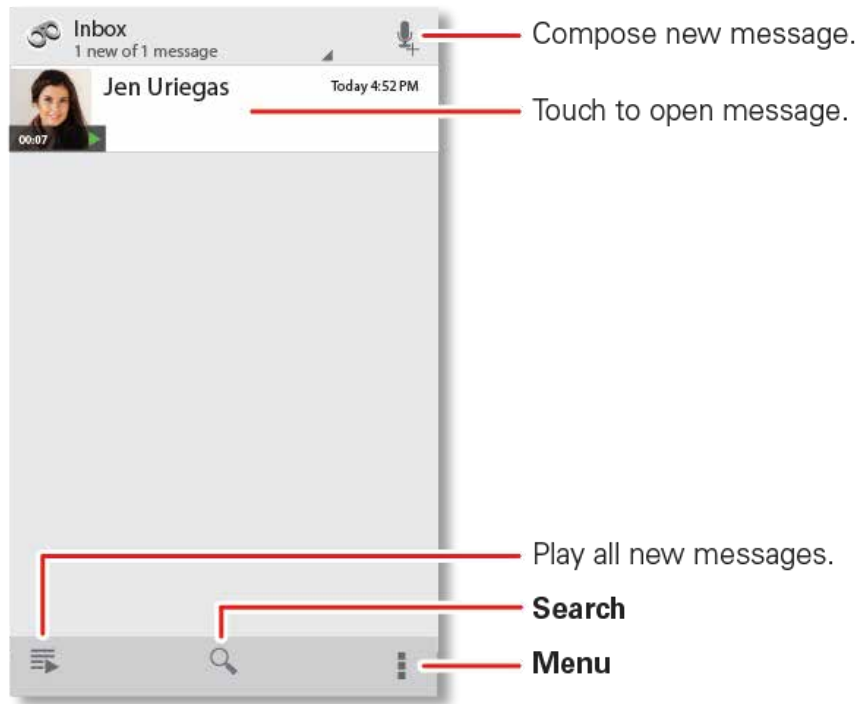 Inbox
1 new of 1 message
Compose new message.
Jen Uriegas
Today 4:52 PM
Touch to open message.
00:07
Play all new messages.
Search
Menu